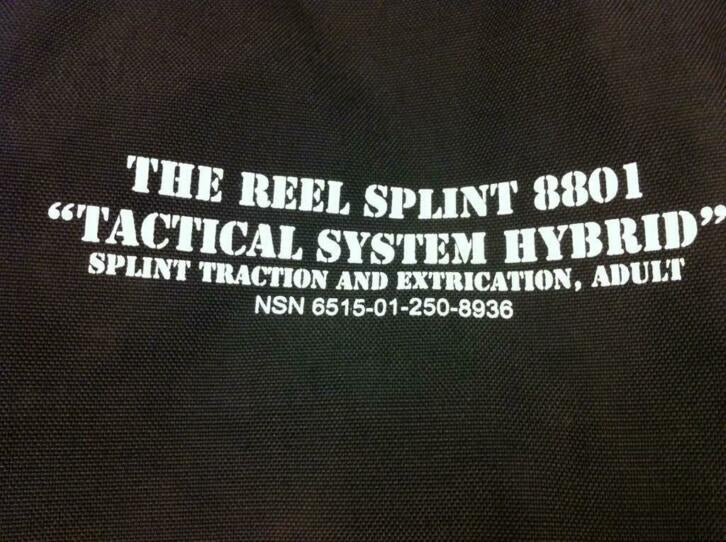 THE REEL SPLINT 8801
“TACTICAL SYSTEM HYBRID”
SPLINT TRACTION AND EXTRICATION, ADULT
NSN 6515-01-250-8936